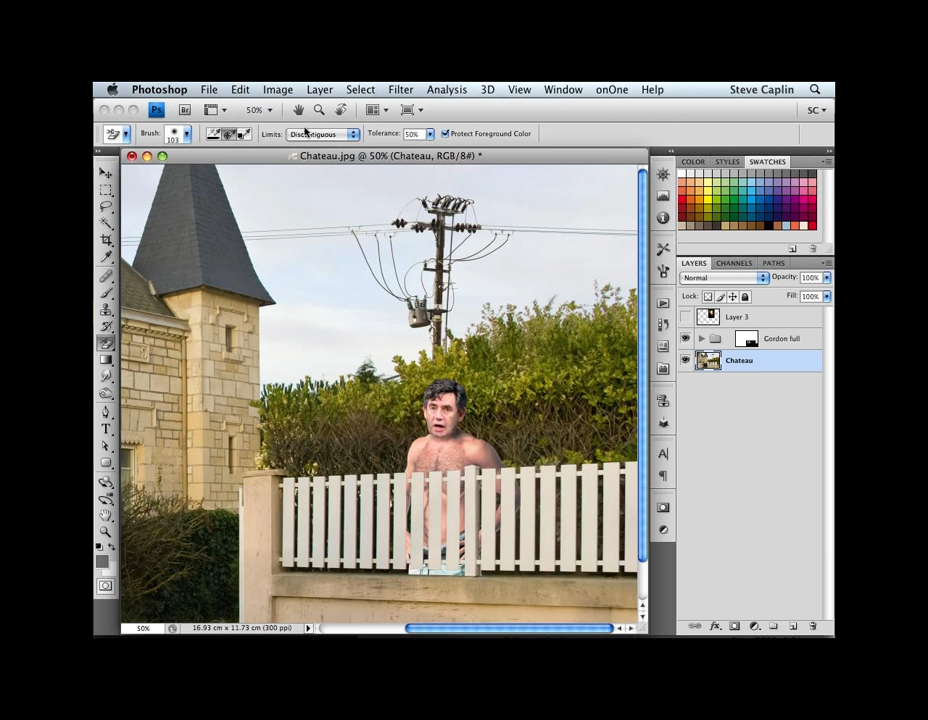 Photoshop File Edit Image Layer Select Filter Analysis 3D View Window onOne Help Steve Caplin
Ps Br 50% SC
Brush: 103 Limits: Discontiguous Tolerance: 50% Protect Foreground Color
Chateau.jpg @ 50% (Chateau, RGB/8#) *
COLOR STYLES SWATCHES
LAYERS CHANNELS PATHS
Normal Opacity: 100%
Lock: Fill: 100%
Layer 3
Gordon full
Chateau
50% 16.93 cm x 11.73 cm (300 ppi)